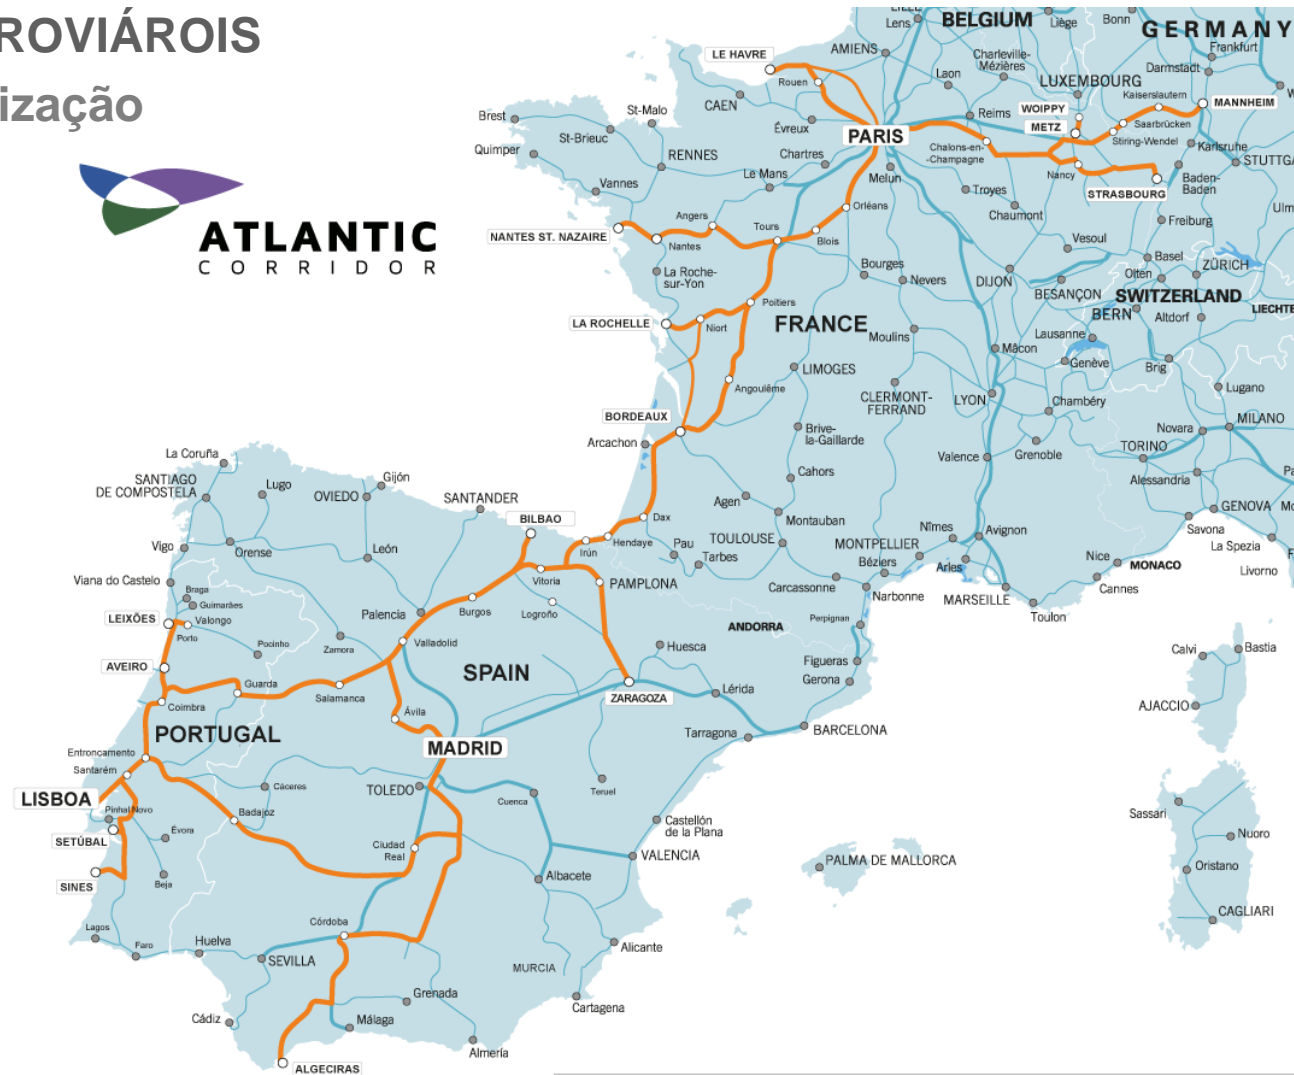 ROVIÁROIS
ização
ATLANTIC
CORRIDOR
LE HAVRE
Rouen
AMIENS
LILLE
Lens
BELGIUM
Liège
Bonn
GERMANY
Frankfurt
Darmstadt
Charleville-
Mézières
Laon
LUXEMBOURG
Kaiserslautern
MANNHEIM
WOIPPY
METZ
Saarbrücken
Stiring-Wendel
Karlsruhe
STUTTGA
Reims
CAEN
St-Malo
Brest
St-Brieuc
Quimper
RENNES
Évreux
PARIS
Chartres
Chalons-en-
-Champagne
Nancy
STRASBOURG
Baden-
Baden
Le Mans
Melun
Vannes
Troyes
Chaumont
Freiburg
Ulm
NANTES ST. NAZAIRE
Angers
Nantes
Tours
Orléans
Blois
Vesoul
Basel
Olten
ZÜRICH
La Roche-
sur-Yon
Bourges
Nevers
DIJON
BESANÇON
SWITZERLAND
BERN
Altdorf
LIECHTE
LA ROCHELLE
Niort
Poitiers
FRANCE
Moulins
Lausanne
Mâcon
Genève
Brig
LIMOGES
Angoulême
CLERMONT-
FERRAND
LYON
Chambéry
Lugano
BORDEAUX
Arcachon
Brive-
la-Gaillarde
Novara
MILANO
TORINO
Valence
Grenoble
Cahors
Alessandria
Pa
Agen
GENOVA
Mo
Dax
Montauban
Nîmes
Avignon
Savona
La Spezia
La Coruña
SANTIAGO
DE COMPOSTELA
Lugo
OVIEDO
Gijón
SANTANDER
BILBAO
Irún
Hendaye
Pau
Tarbes
TOULOUSE
MONTPELLIER
Béziers
Arles
Nice
MONACO
Cannes
F
Livorno
Vigo
Orense
León
Vitoria
PAMPLONA
Carcassonne
Narbonne
MARSEILLE
Toulon
Viana do Castelo
Braga
Guimarães
LEIXÕES
Valongo
Porto
Palencia
Burgos
Logroño
ANDORRA
Perpignan
Pocinho
Zamora
Valladolid
Huesca
Figueras
Gerona
Calvi
Bastia
AVEIRO
Guarda
Salamanca
SPAIN
ZARAGOZA
Lérida
AJACCIO
Coimbra
Ávila
PORTUGAL
MADRID
Tarragona
BARCELONA
Entroncamento
Santarém
LISBOA
Cáceres
TOLEDO
Cuenca
Teruel
Pinhal Novo
Badajoz
Castellón
de la Plana
Sassari
SETÚBAL
Évora
Ciudad
Real
VALENCIA
PALMA DE MALLORCA
Nuoro
SINES
Beja
Albacete
Oristano
Lagos
Faro
Huelva
Córdoba
SEVILLA
Alicante
CAGLIARI
MURCIA
Grenada
Cartagena
Cádiz
Málaga
Almería
ALGECIRAS